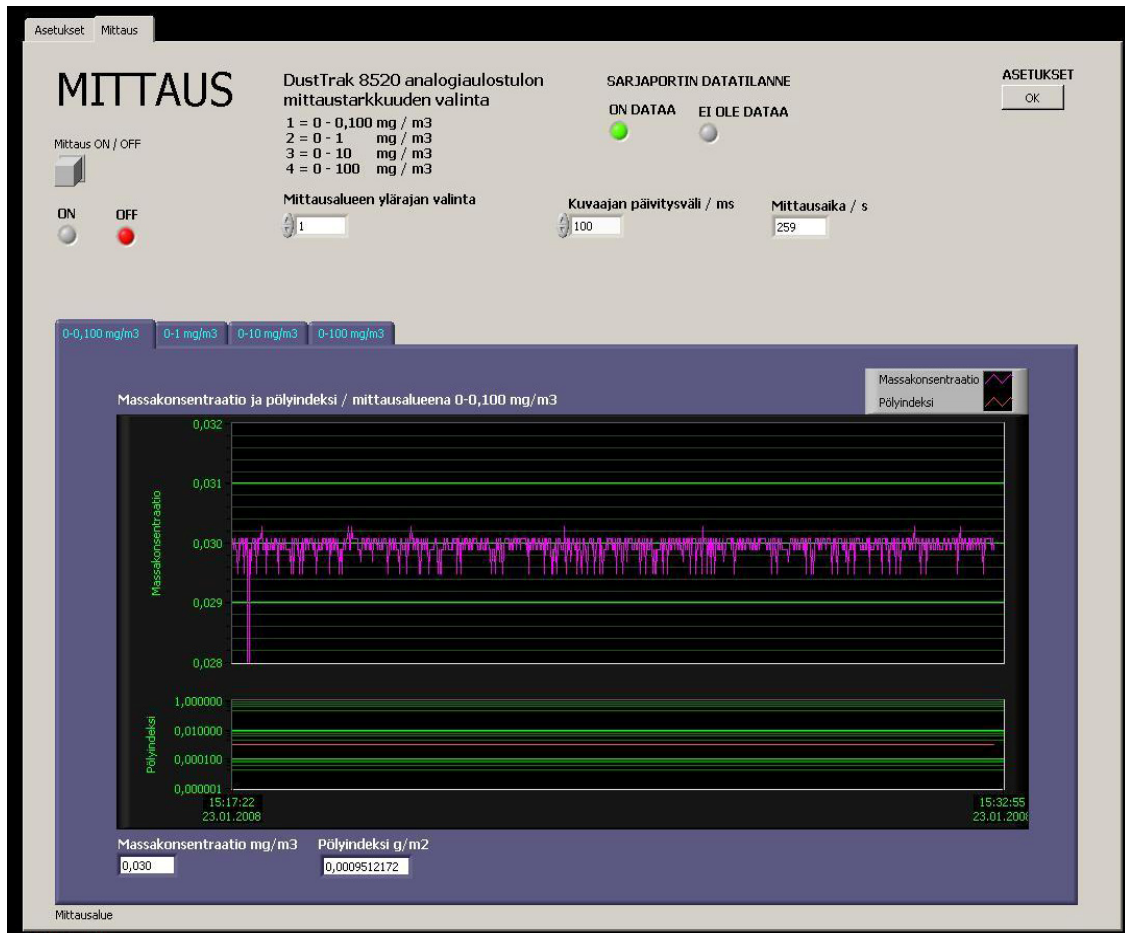 Asetukset Mittaus
MITTAUS
Mittaus ON / OFF
ON OFF
DustTrak 8520 analogiaulostulon
mittaustarkkuuden valinta
1 = 0 - 0,100 mg / m3
2 = 0 - 1 mg / m3
3 = 0 - 10 mg / m3
4 = 0 - 100 mg / m3
Mittausalueen ylärajan valinta
1
SARJAPORTIN DATATILANNE
ON DATAA EI OLE DATAA
Kuvaajan päivitysväli / ms
100
Mittausaika / s
259
ASETUKSET
OK
0-0,100 mg/m3 0-1 mg/m3 0-10 mg/m3 0-100 mg/m3
Massakonsentraatio ja pölyindeksi / mittausalueena 0-0,100 mg/m3
Massakonsentraatio
Pölyindeksi
Massakonsentraatio
0,032
0,031
0,030
0,029
0,028
Pölyindeksi
1,000000
0,010000
0,000100
0,000001
15:17:22
23.01.2008
15:32:55
23.01.2008
Massakonsentraatio mg/m3
0,030
Pölyindeksi g/m2
0,0009512172
Mittausalue